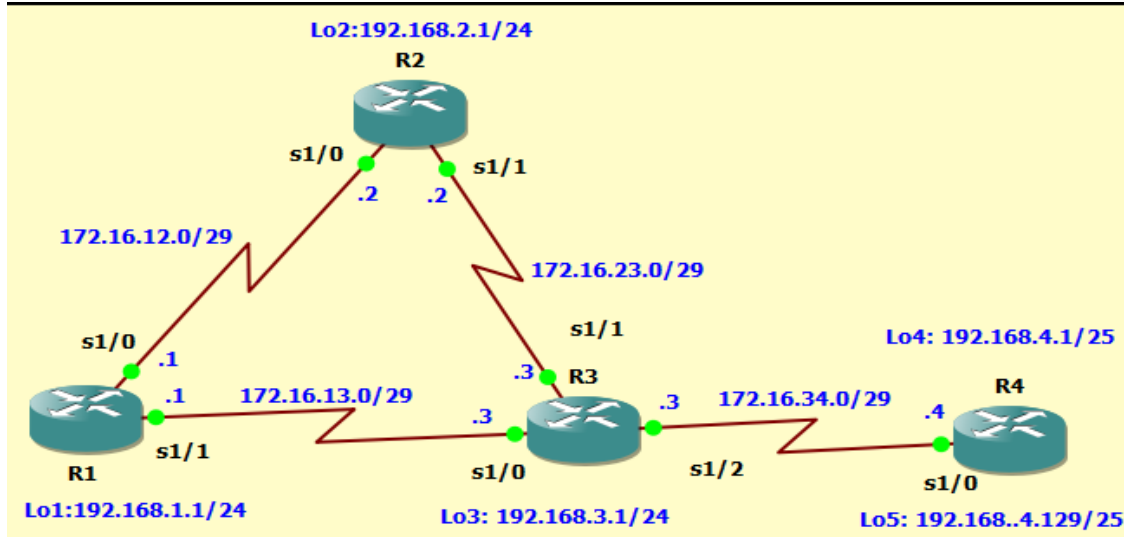 Lo2:192.168.2.1/24
R2
s1/0
s1/1
.2
.2
172.16.12.0/29
172.16.23.0/29
s1/0
.1
s1/1
Lo4: 192.168.4.1/25
.3
R3
.1
172.16.13.0/29
.3
.3
172.16.34.0/29
.4
R4
s1/1
R1
s1/0
s1/2
s1/0
Lo1:192.168.1.1/24
Lo3: 192.168.3.1/24
Lo5: 192.168..4.129/25